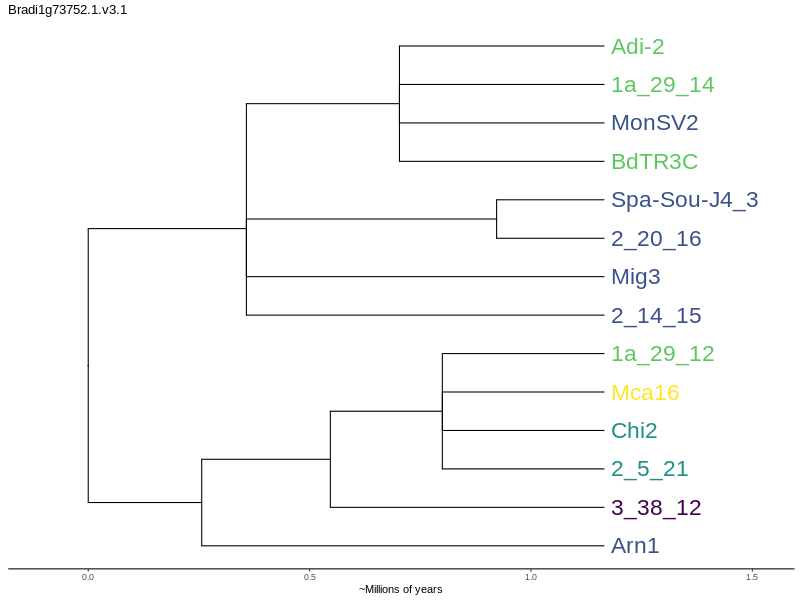 Bradi1g73752.1.v3.1
Adi-2
1a_29_14
MonSV2
BdTR3C
Spa-Sou-J4_3
2_20_16
Mig3
2_14_15
1a_29_12
Mca16
Chi2
2_5_21
3_38_12
Arn1
0.0 0.5 1.0 1.5
~Millions of years